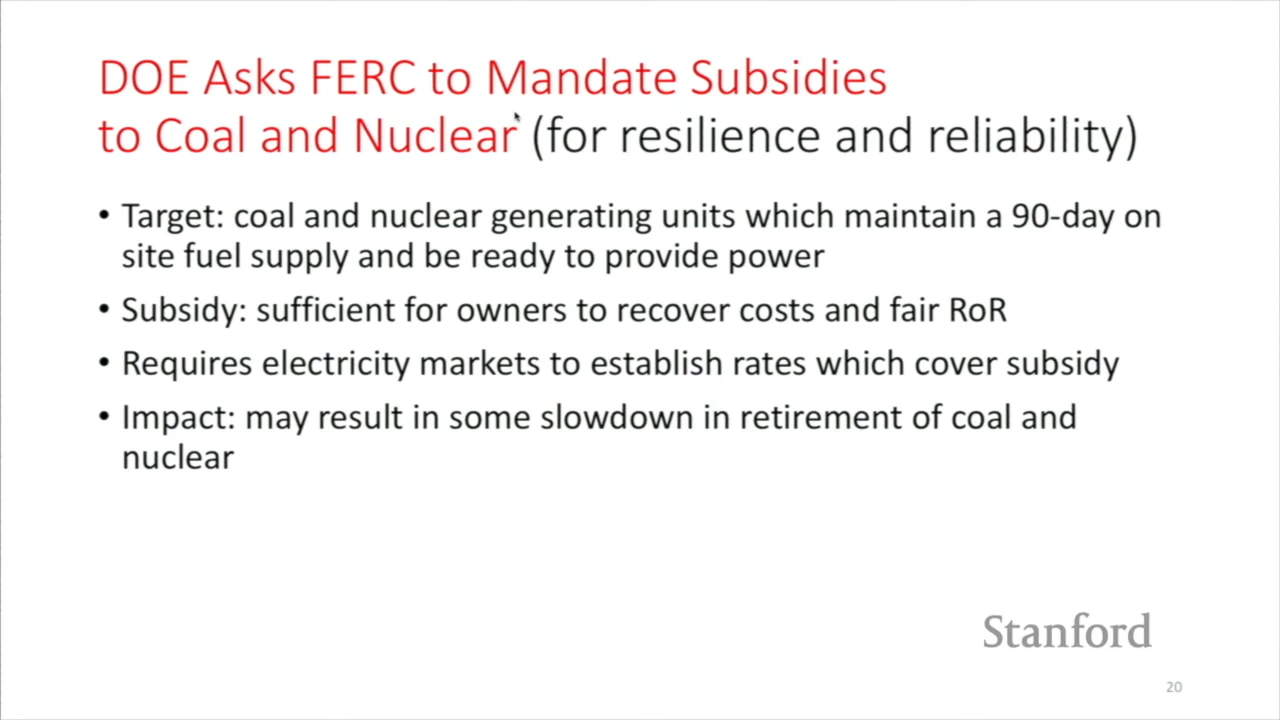 DOE Asks FERC to Mandate Subsidies
to Coal and Nuclear (for resilience and reliability)
• Target: coal and nuclear generating units which maintain a 90-day on
site fuel supply and be ready to provide power
• Subsidy: sufficient for owners to recover costs and fair RoR
• Requires electricity markets to establish rates which cover subsidy
• Impact: may result in some slowdown in retirement of coal and
nuclear
Stanford
20